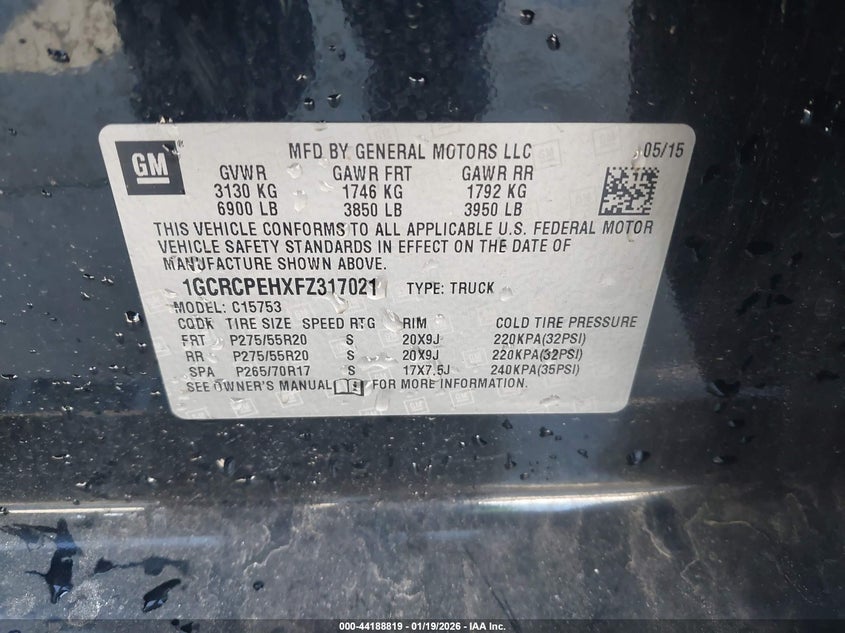 GM
MFD BY GENERAL MOTORS LLC 05/15
GVWR GAWR FRT GAWR RR
3130 KG 1746 KG 1792 KG
6900 LB 3850 LB 3950 LB
THIS VEHICLE CONFORMS TO ALL APPLICABLE U.S. FEDERAL MOTOR
VEHICLE SAFETY STANDARDS IN EFFECT ON THE DATE OF
MANUFACTURE SHOWN ABOVE.
1GCRCPEHXFZ317021 TYPE: TRUCK
MODEL: C15753
CODE TIRE SIZE SPEED RTG RIM COLD TIRE PRESSURE
FRT P275/55R20 S 20X9J 220KPA(32PSI)
RR P275/55R20 S 20X9J 220KPA(32PSI)
SPA P265/70R17 S 17X7.5J 240KPA(35PSI)
SEE OWNER'S MANUAL FOR MORE INFORMATION.
000-44188819 - 01/19/2026 - IAA Inc.